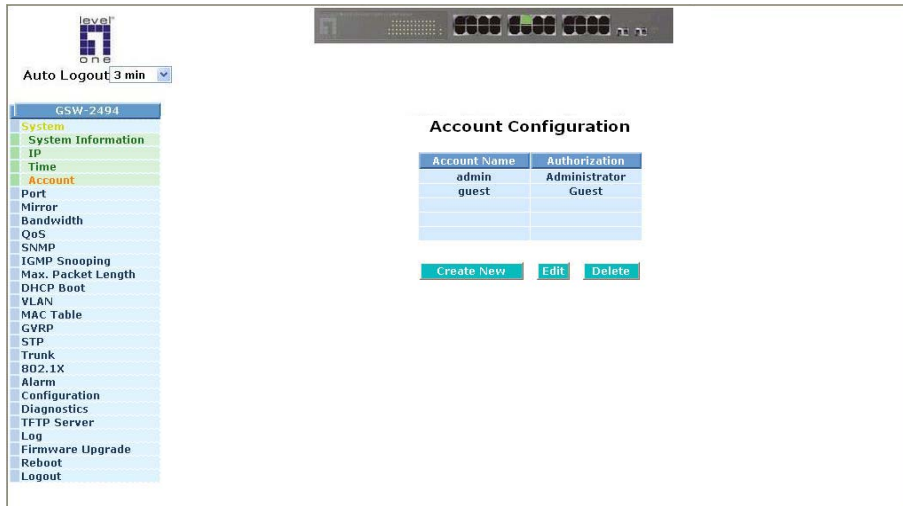 level
one
Auto Logout 3 min
GSW-2494
System
System Information
IP
Time
Account
Port
Mirror
Bandwidth
QoS
SNMP
IGMP Snooping
Max. Packet Length
DHCP Boot
VLAN
MAC Table
GVRP
STP
Trunk
802.1X
Alarm
Configuration
Diagnostics
TFTP Server
Log
Firmware Upgrade
Reboot
Logout
Account Configuration
Account Name Authorization
admin Administrator
guest Guest
Create New Edit Delete